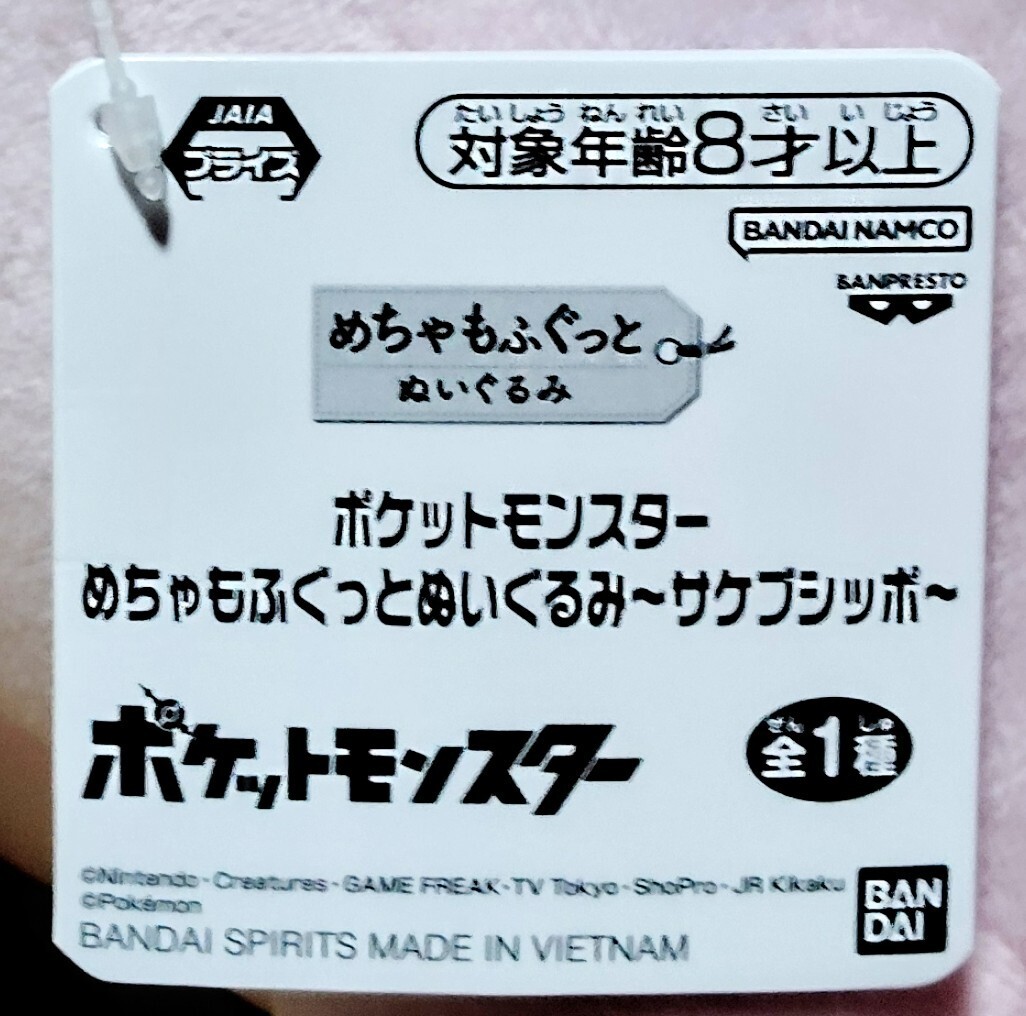 JAIA
プライズ
たいしょう ねん れい さい い じょう
対象年齢8才以上
BANDAI NAMCO
BANPRESTO
めちゃもふぐっと
ぬいぐるみ
ポケットモンスター
めちゃもふぐっとぬいぐるみ~サケブシッポ~
ポケットモンスター
ぜん しゅ
全1種
©Nintendo・Creatures・GAME FREAK・TV Tokyo・ShoPro・JR Kikaku
©Pokémon
BANDAI SPIRITS MADE IN VIETNAM
BAN
DAI